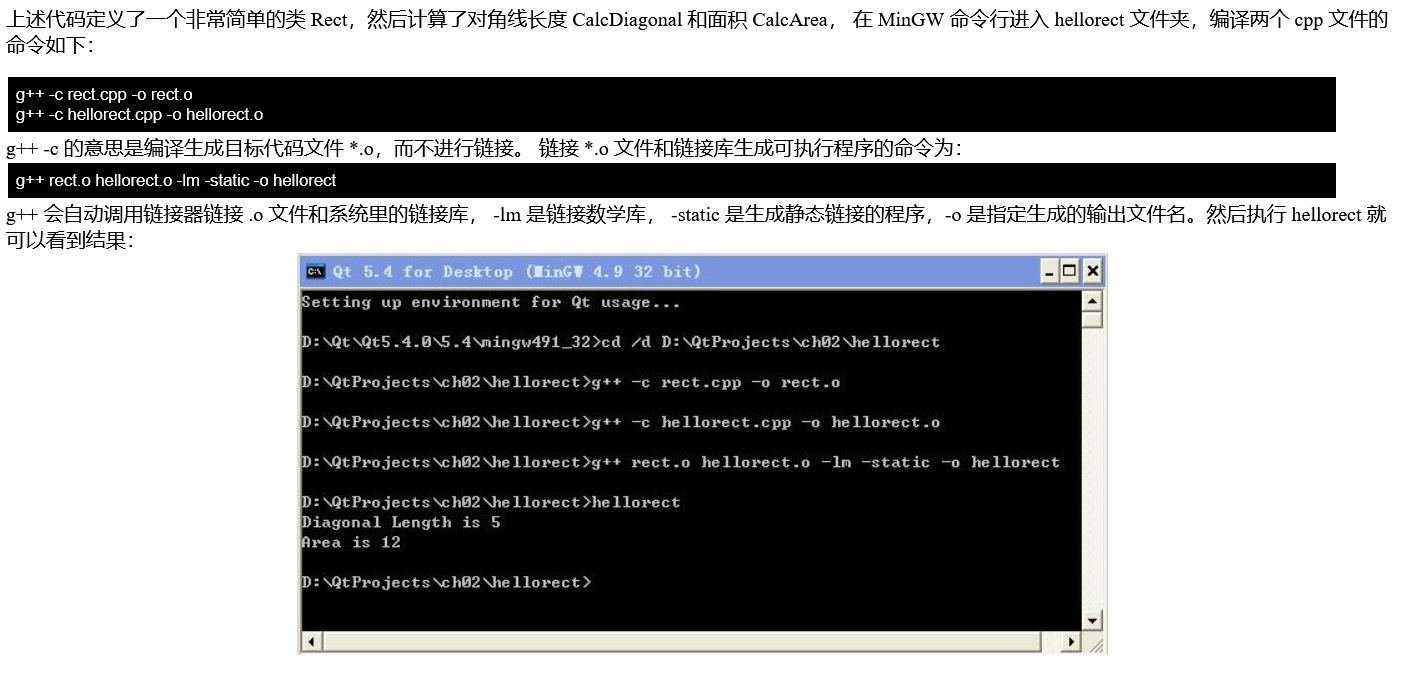 上述代码定义了一个非常简单的类 Rect，然后计算了对角线长度 CalcDiagonal 和面积 CalcArea， 在 MinGW 命令行进入 hellorect 文件夹，编译两个 cpp 文件的
命令如下：
g++ -c rect.cpp -o rect.o
g++ -c hellorect.cpp -o hellorect.o
g++ -c 的意思是编译生成目标代码文件 *.o，而不进行链接。 链接 *.o 文件和链接库生成可执行程序的命令为：
g++ rect.o hellorect.o -lm -static -o hellorect
g++ 会自动调用链接器链接 .o 文件和系统里的链接库， -lm 是链接数学库， -static 是生成静态链接的程序，-o 是指定生成的输出文件名。然后执行 hellorect 就
可以看到结果：
Qt 5.4 for Desktop (MinGW 4.9 32 bit)
Setting up environment for Qt usage...
D:\Qt\Qt5.4.0\5.4\mingw491_32>cd /d D:\QtProjects\ch02\hellorect
D:\QtProjects\ch02\hellorect>g++ -c rect.cpp -o rect.o
D:\QtProjects\ch02\hellorect>g++ -c hellorect.cpp -o hellorect.o
D:\QtProjects\ch02\hellorect>g++ rect.o hellorect.o -lm -static -o hellorect
D:\QtProjects\ch02\hellorect>hellorect
Diagonal Length is 5
Area is 12
D:\QtProjects\ch02\hellorect>